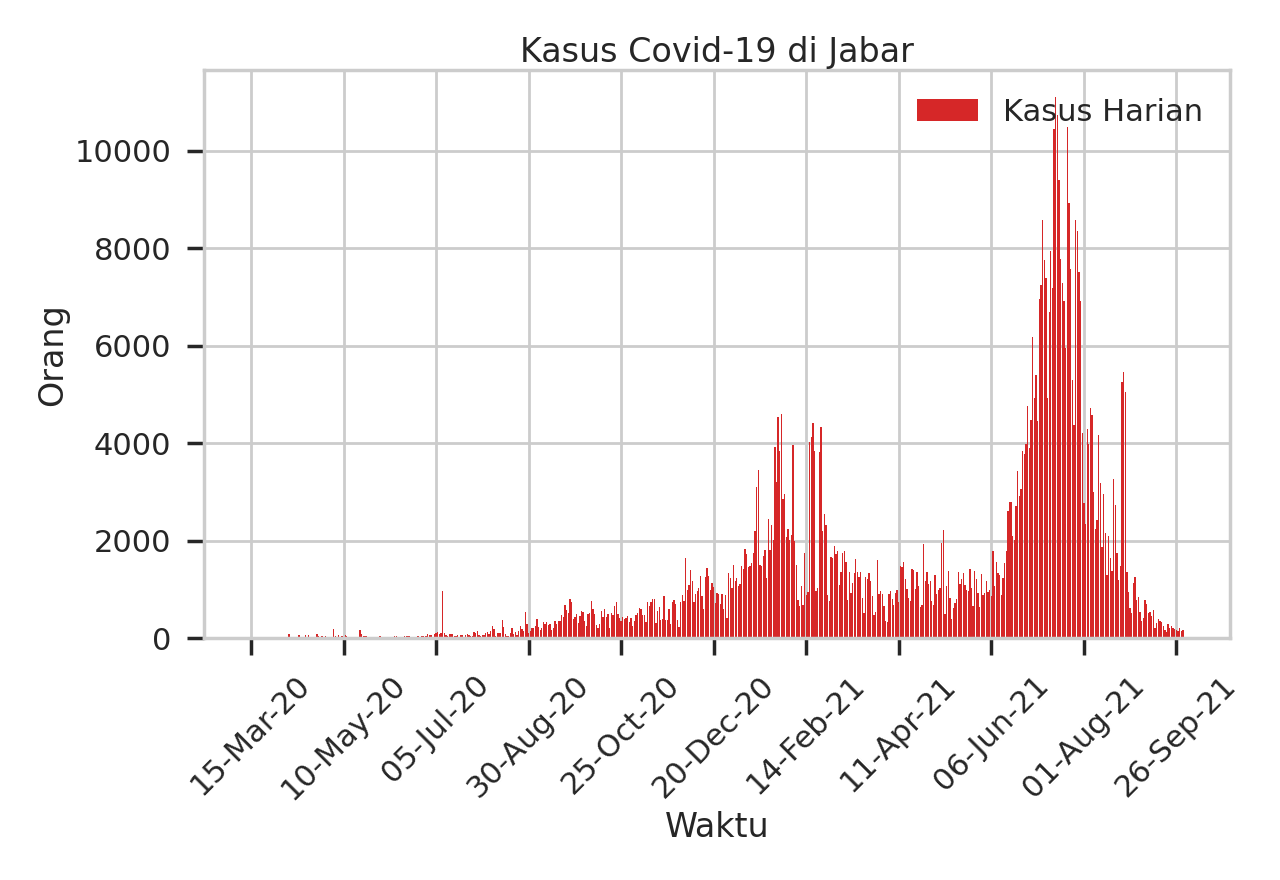 Kasus Covid-19 di Jabar
Kasus Harian
Orang
10000
8000
6000
4000
2000
0
15-Mar-20
10-May-20
05-Jul-20
30-Aug-20
25-Oct-20
20-Dec-20
14-Feb-21
11-Apr-21
06-Jun-21
01-Aug-21
26-Sep-21
Waktu